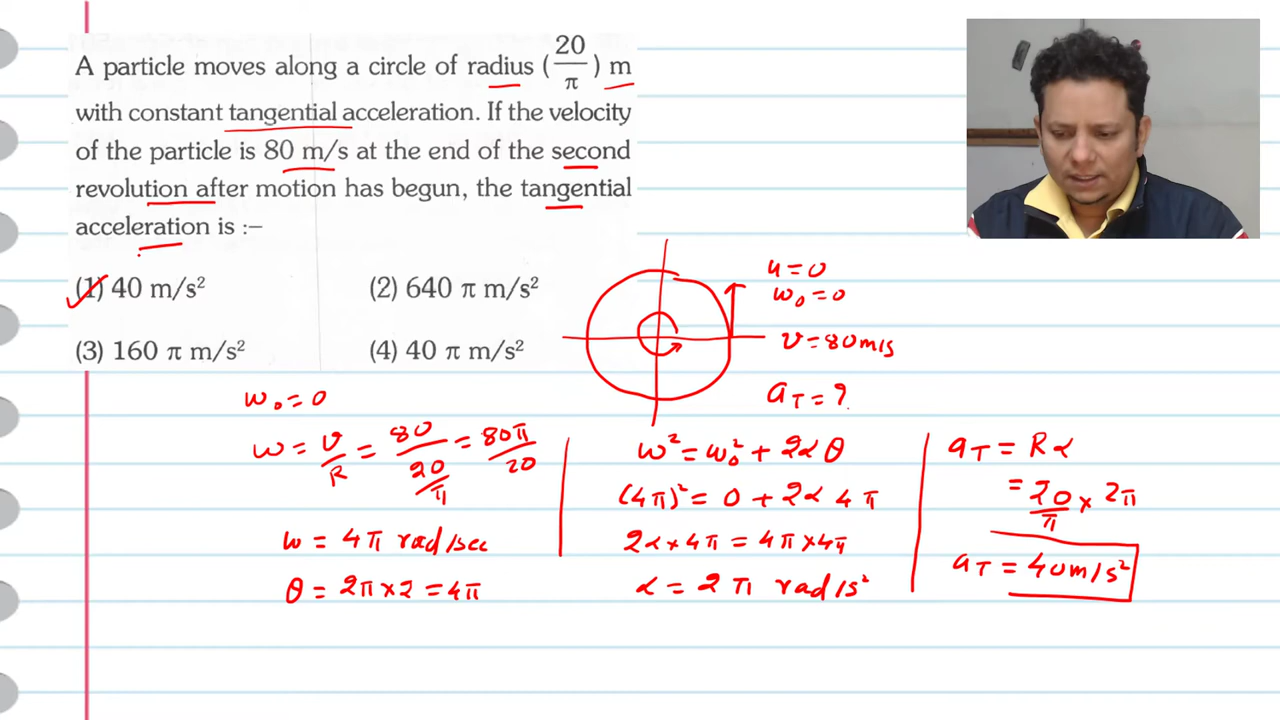 A particle moves along a circle of radius (20/π) m
with constant tangential acceleration. If the velocity
of the particle is 80 m/s at the end of the second
revolution after motion has begun, the tangential
acceleration is :–
(1) 40 m/s²
(2) 640 π m/s²
(3) 160 π m/s²
(4) 40 π m/s²
u = 0
ω₀ = 0
v = 80 m/s
a_T = ?
ω₀ = 0
ω = v/R = 80/(20/π) = 80π/20
ω = 4π rad/sec
θ = 2π × 2 = 4π
ω² = ω₀² + 2αθ
(4π)² = 0 + 2α 4π
2α × 4π = 4π × 4π
α = 2π rad/s²
a_T = Rα
= 20/π × 2π
a_T = 40 m/s²